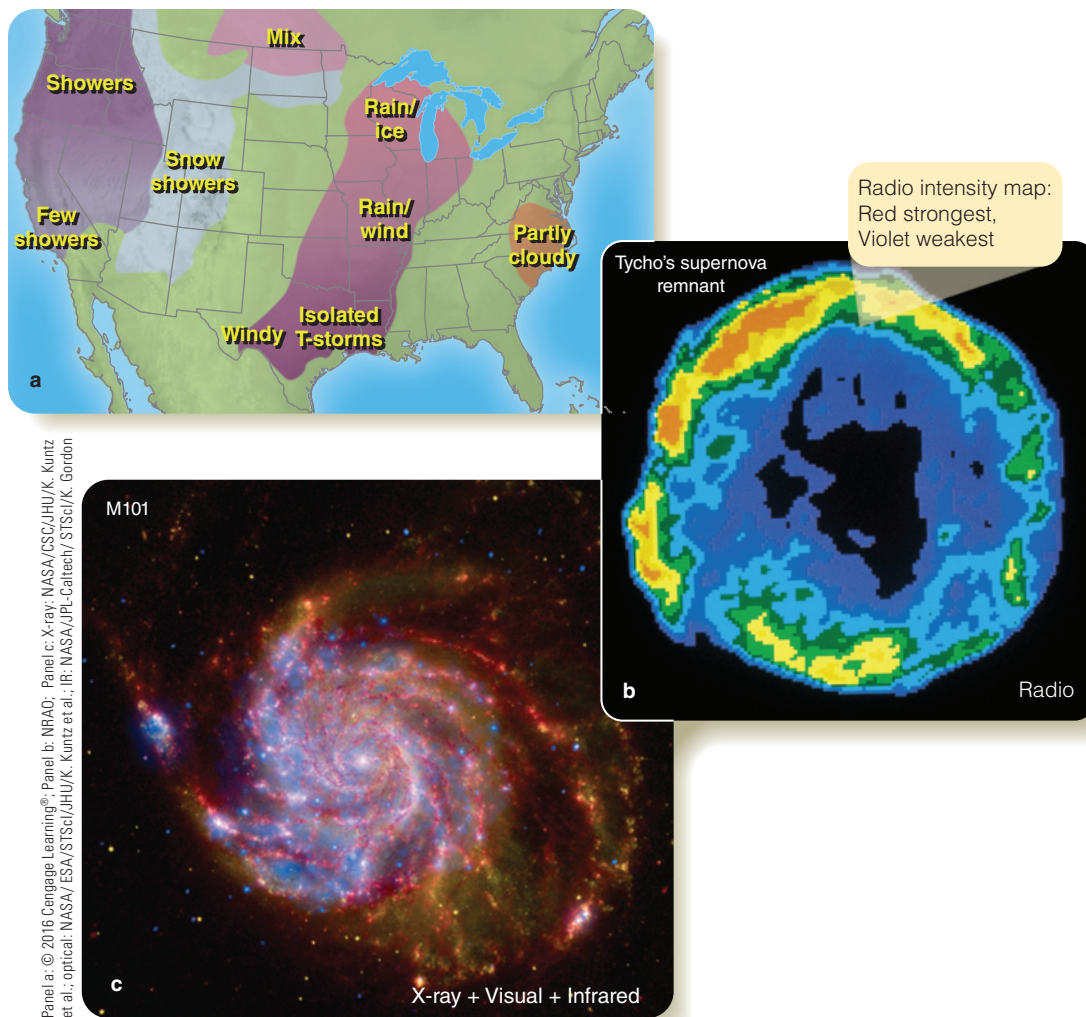 Mix
Showers
Rain/
ice
Snow
showers
Few
showers
Rain/
wind
Partly
cloudy
Windy
Isolated
T-storms
a
Radio intensity map:
Red strongest,
Violet weakest
Tycho's supernova
remnant
b
Radio
M101
c
X-ray + Visual + Infrared
Panel a: © 2016 Cengage Learning®; Panel b: NRAO; Panel c: X-ray: NASA/CSC/JHU/K. Kuntz
et al.; optical: NASA/ ESA/STScI/JHU/K. Kuntz et al.; IR: NASA/JPL-Caltech/ STScI/K. Gordon